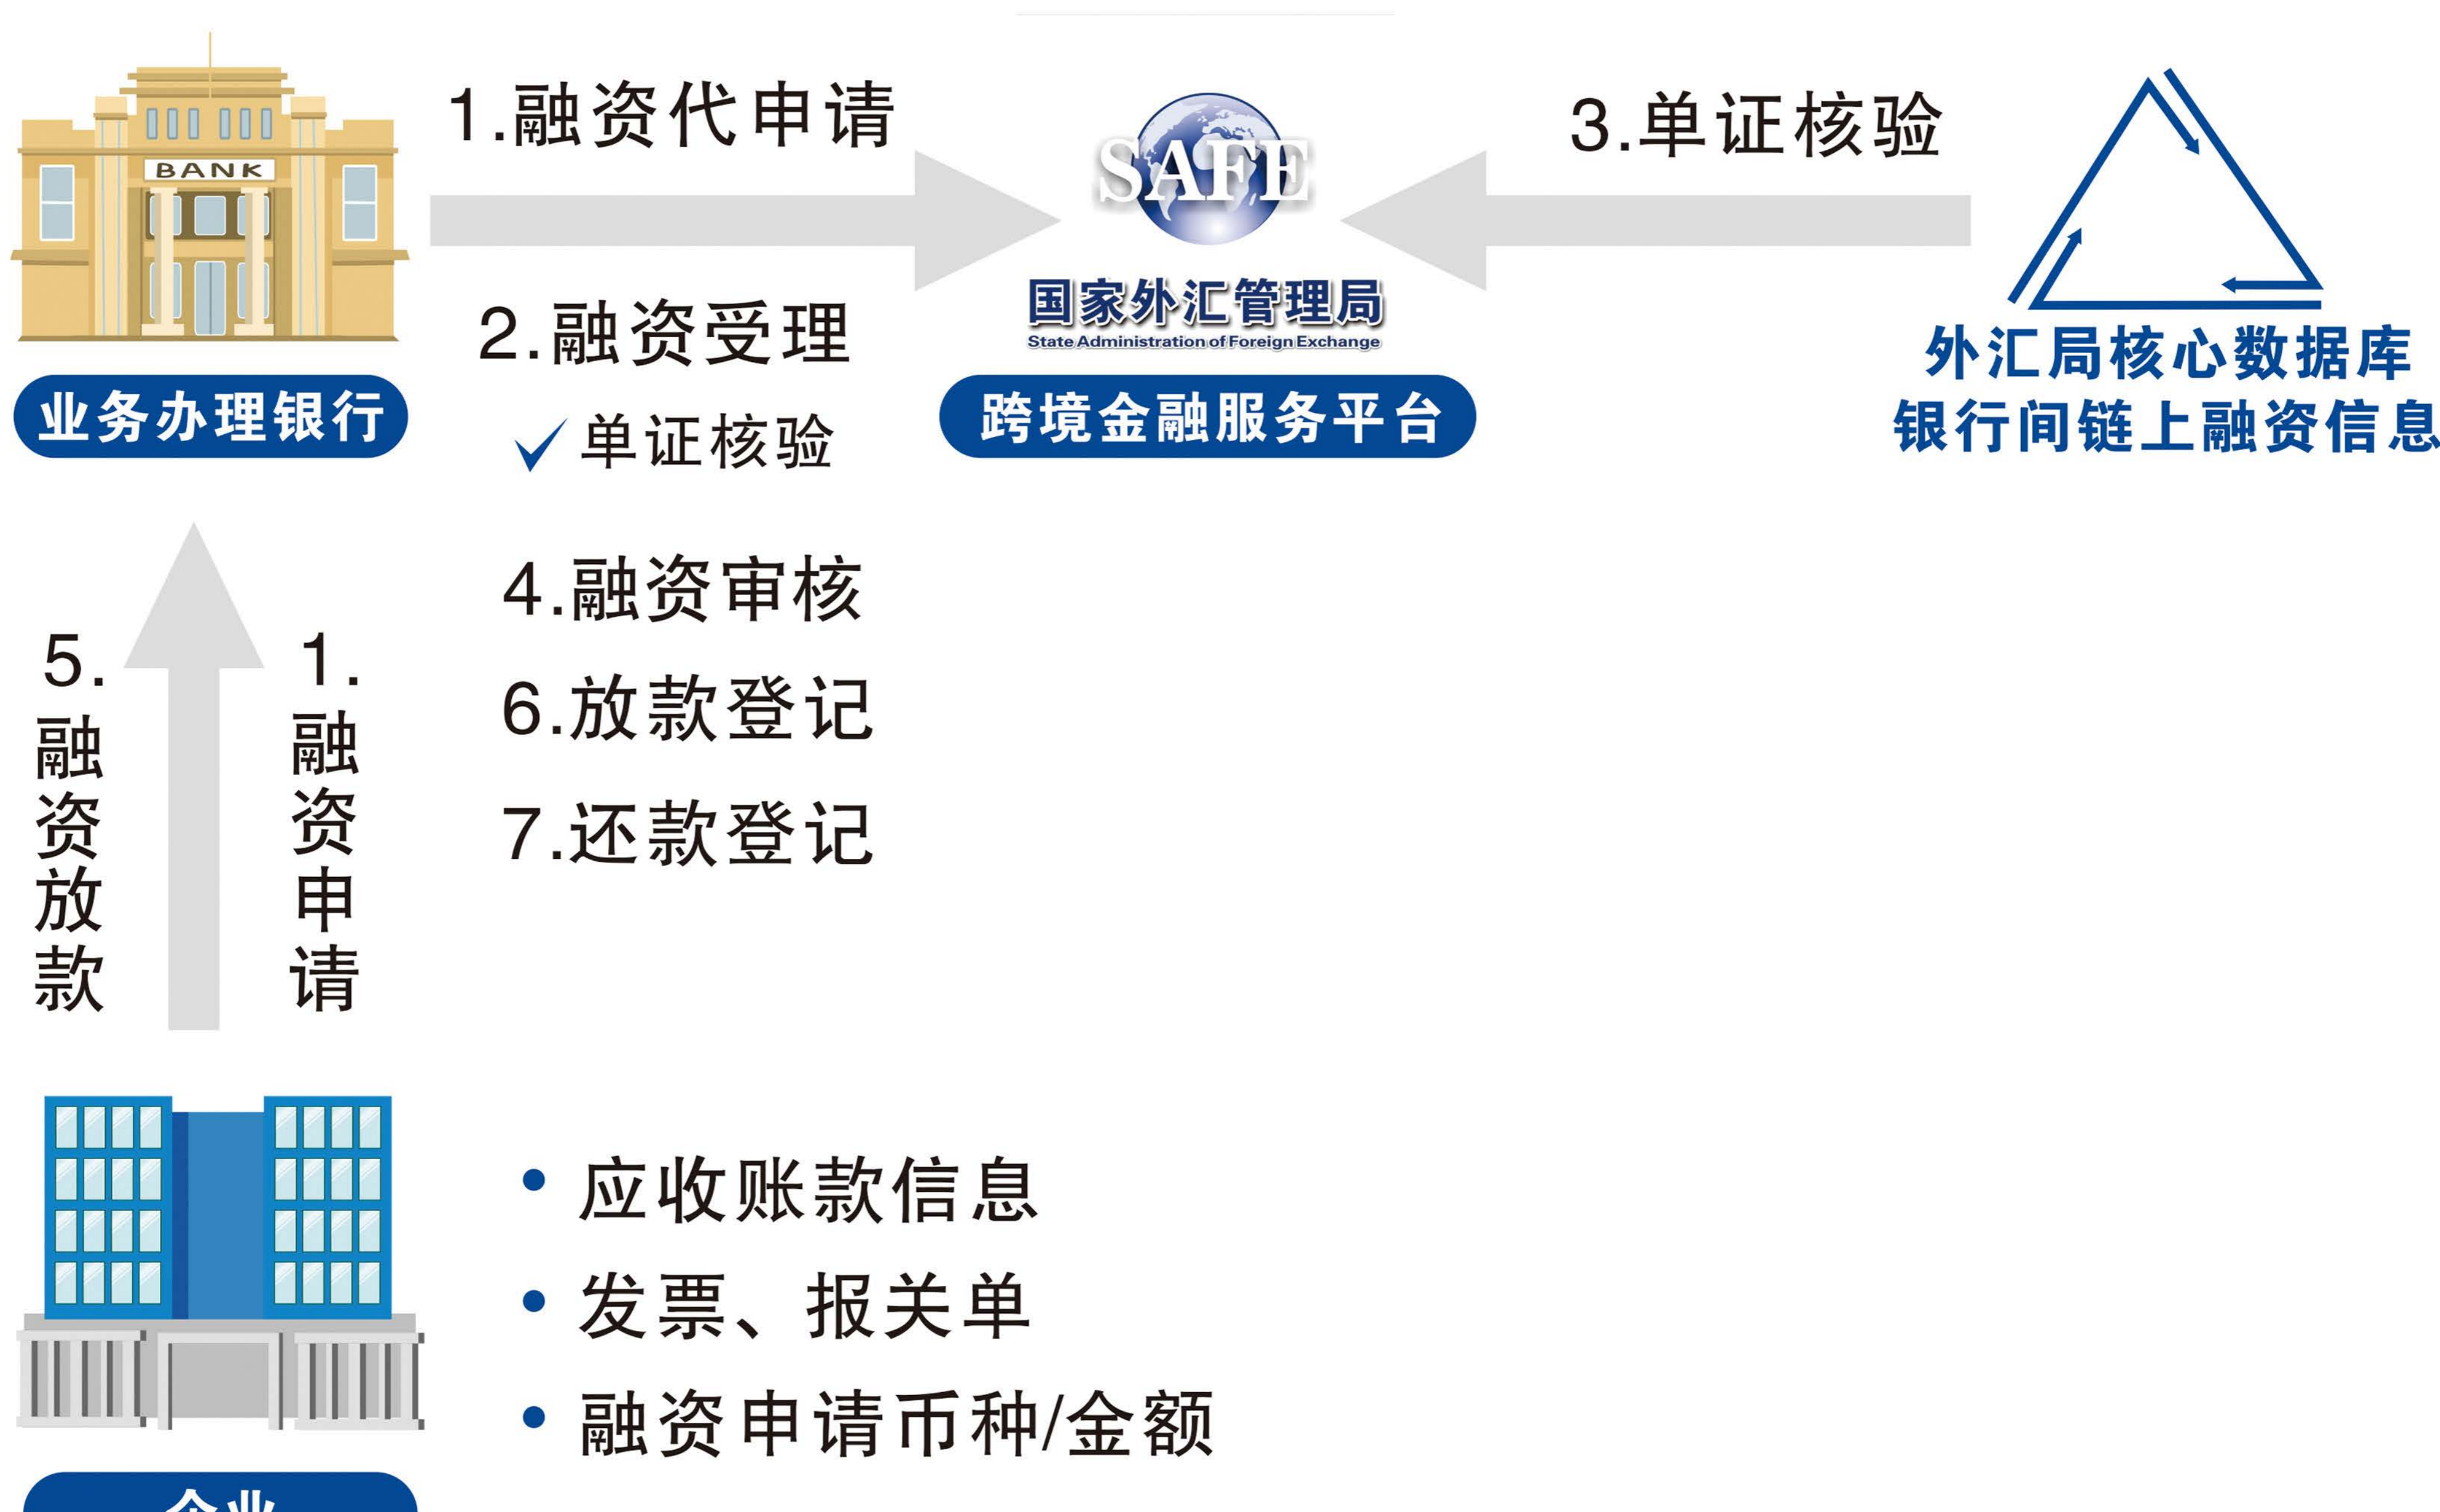 BANK
业务办理银行
1.融资代申请
2.融资受理
✓ 单证核验
4.融资审核
6.放款登记
7.还款登记
SAFE
国家外汇管理局
State Administration of Foreign Exchange
跨境金融服务平台
3.单证核验
外汇局核心数据库
银行间链上融资信息
5.融资放款
1.融资申请
企业
• 应收账款信息
• 发票、报关单
• 融资申请币种/金额